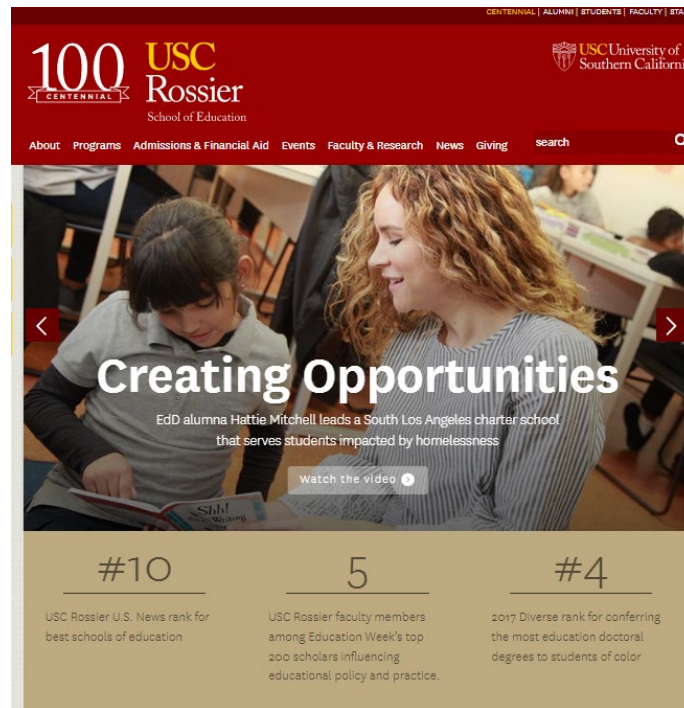 CENTENNIAL | ALUMNI | STUDENTS | FACULTY | STA
100
CENTENNIAL
USC
Rossier
School of Education
USC University of
Southern Californi
About Programs Admissions & Financial Aid Events Faculty & Research News Giving search
Creating Opportunities
EdD alumna Hattie Mitchell leads a South Los Angeles charter school
that serves students impacted by homelessness
Watch the video
Shh!
Writing
#10
USC Rossier U.S. News rank for
best schools of education
5
USC Rossier faculty members
among Education Week's top
200 scholars influencing
educational policy and practice.
#4
2017 Diverse rank for conferring
the most education doctoral
degrees to students of color